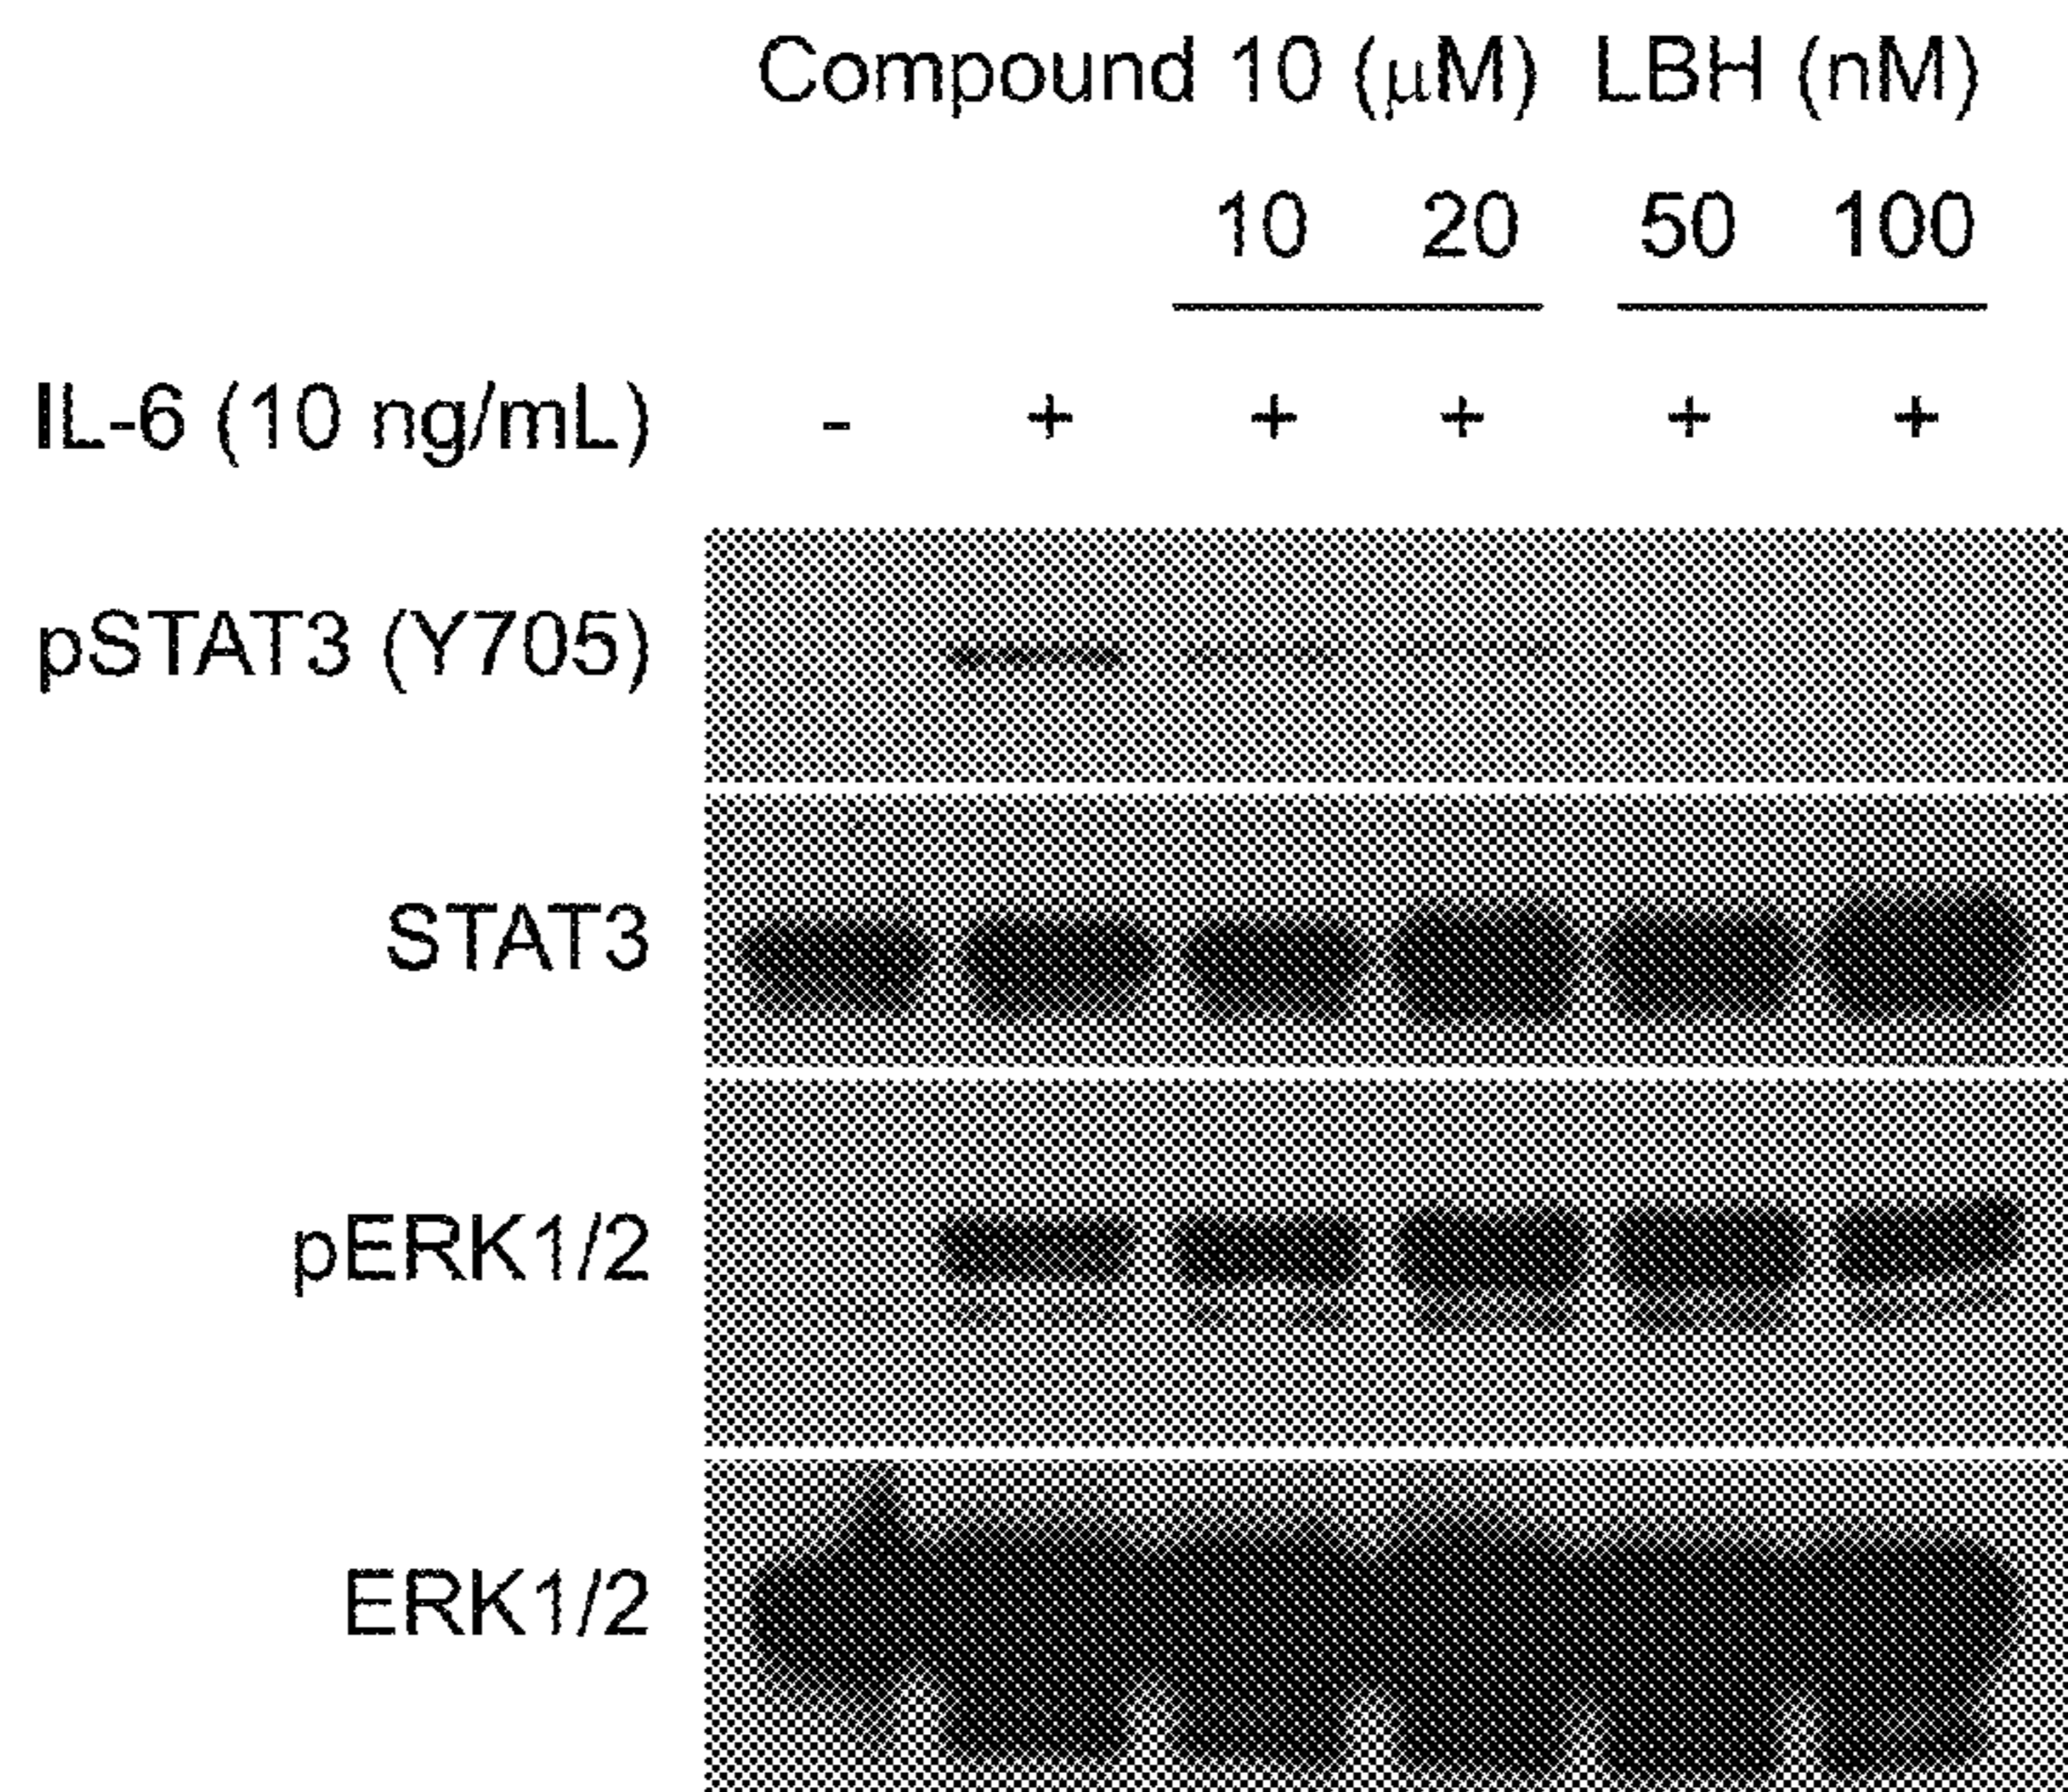 Compound 10 (μM) LBH (nM)
10 20 50 100
IL-6 (10 ng/mL) - + + + + +
pSTAT3 (Y705)
STAT3
pERK1/2
ERK1/2